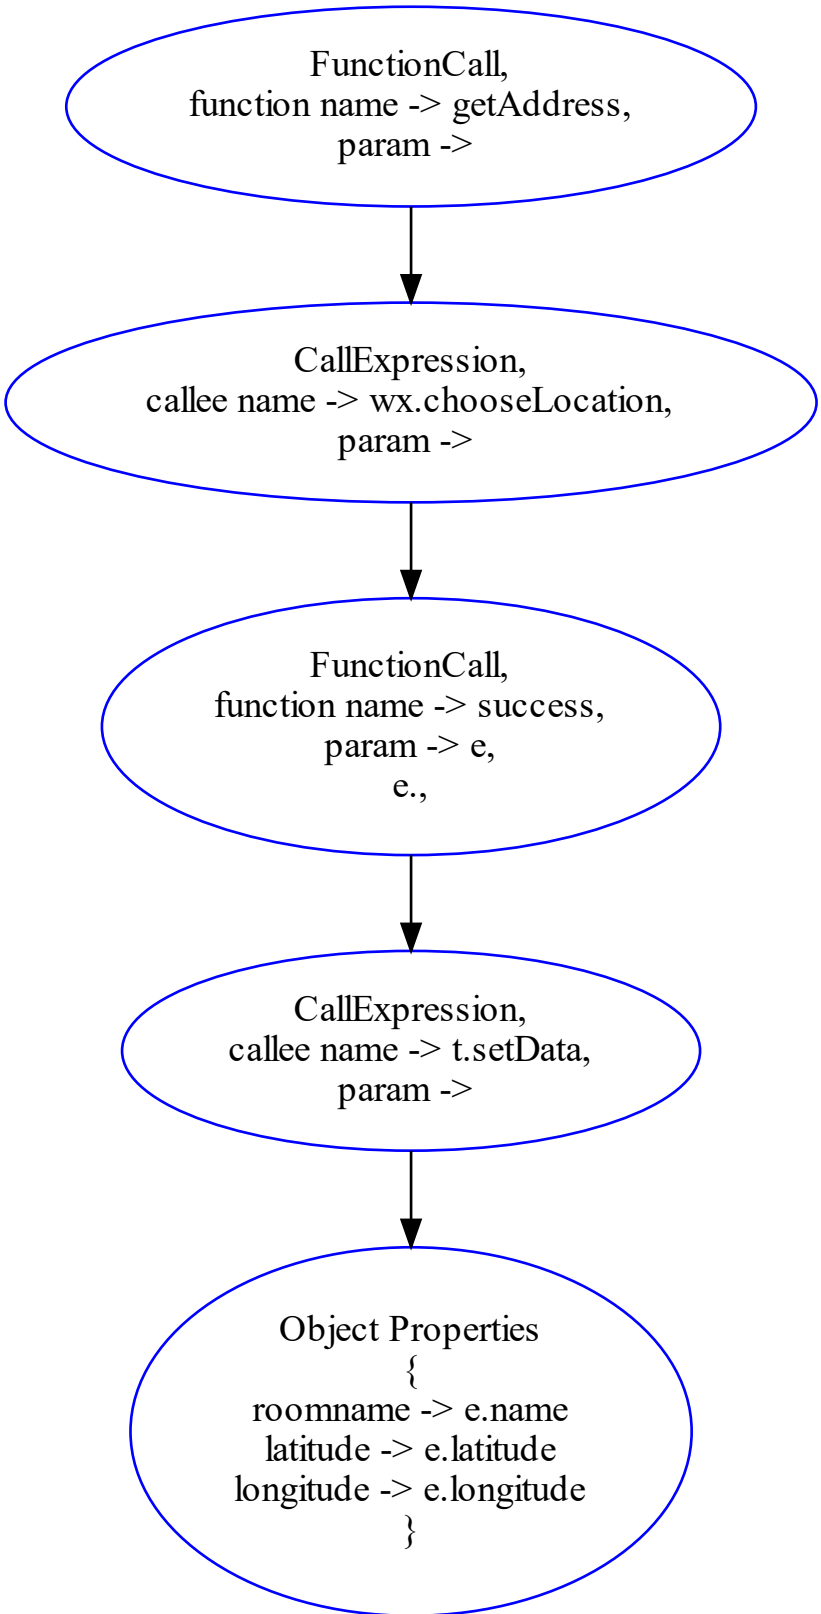 FunctionCall,
function name -> getAddress,
param ->
CallExpression,
callee name -> wx.chooseLocation,
param ->
FunctionCall,
function name -> success,
param -> e,
e.,
CallExpression,
callee name -> t.setData,
param ->
Object Properties
{
roomname -> e.name
latitude -> e.latitude
longitude -> e.longitude
}